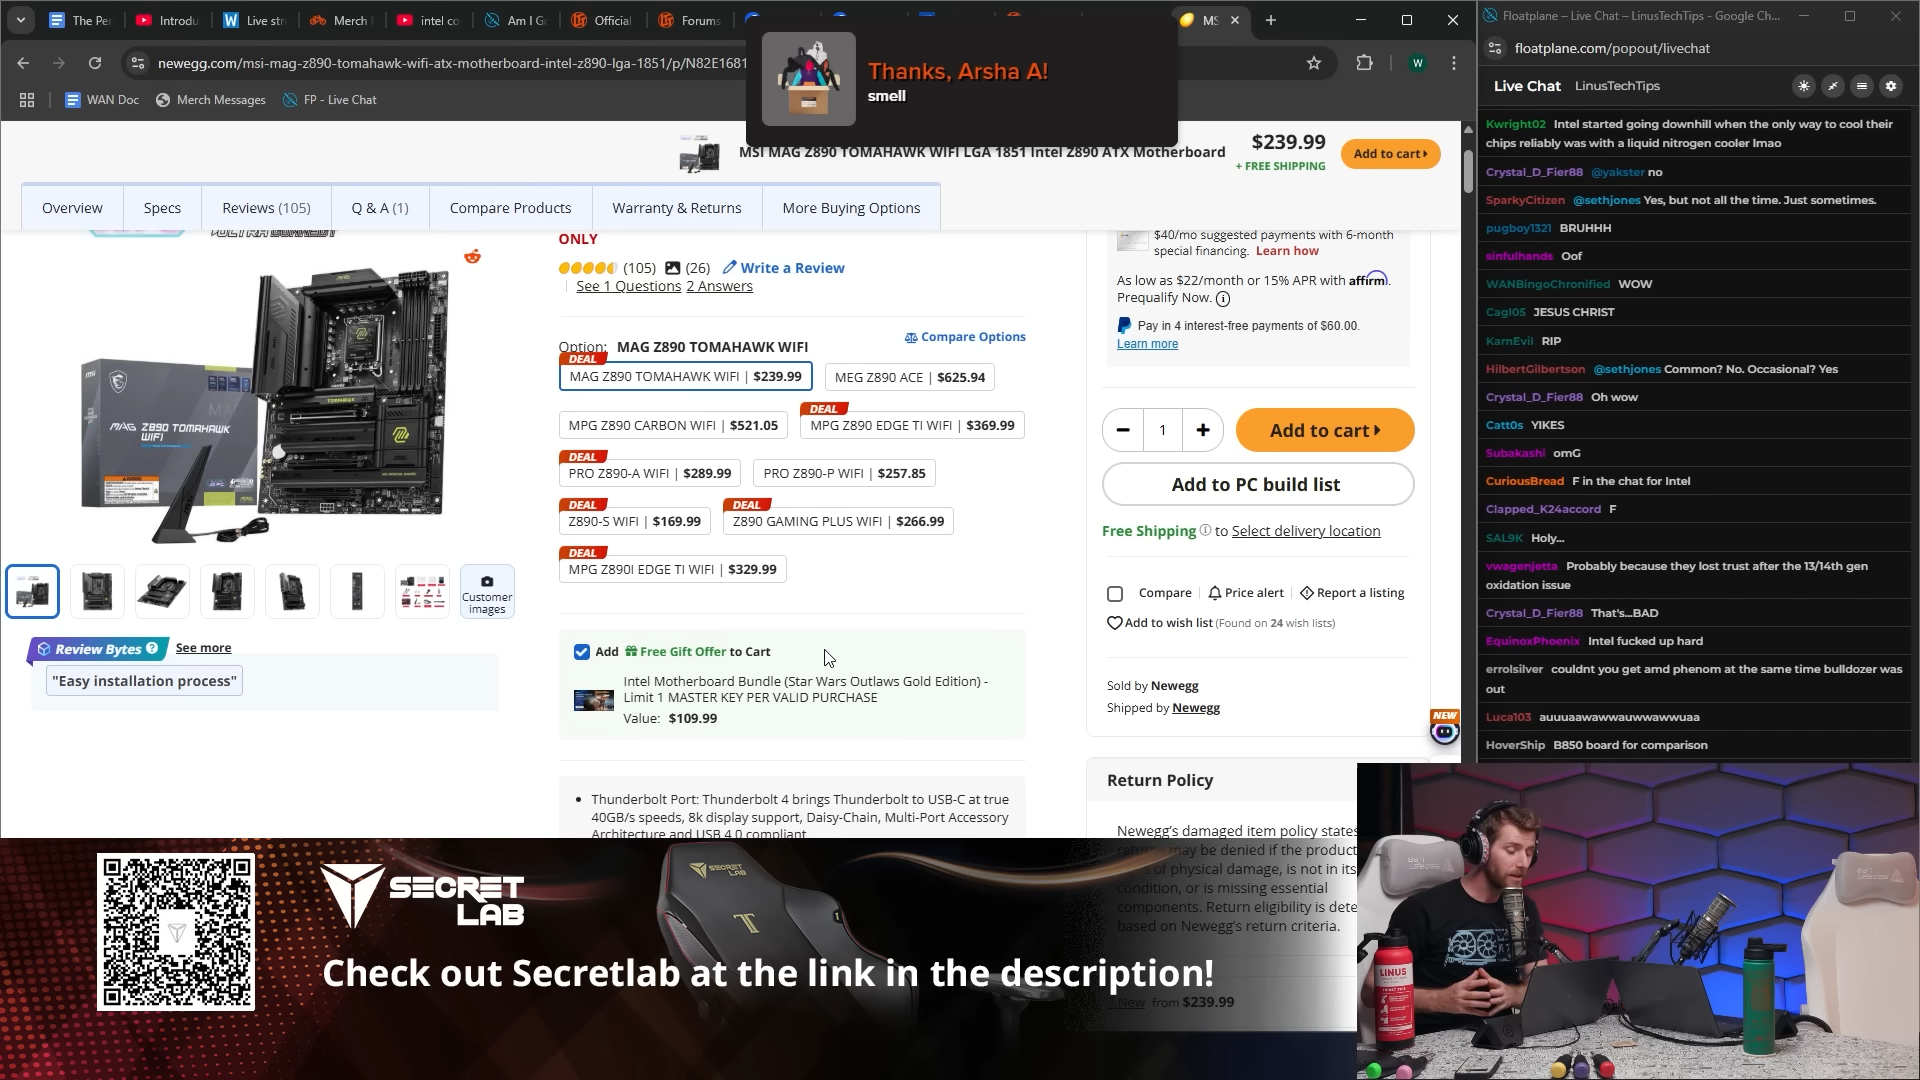 The Per
Introdu
Live str
Merch
intel co
Am I G
Official
Forums
MS
newegg.com/msi-mag-z890-tomahawk-wifi-atx-motherboard-intel-z890-lga-1851/p/N82E1681
W
WAN Doc
Merch Messages
FP - Live Chat
Thanks, Arsha A!
smell
MSI MAG Z890 TOMAHAWK WIFI LGA 1851 Intel Z890 ATX Motherboard
$239.99
+ FREE SHIPPING
Add to cart
Overview
Specs
Reviews (105)
Q & A (1)
Compare Products
Warranty & Returns
More Buying Options
ONLY
(105) (26) Write a Review
See 1 Questions 2 Answers
Option: MAG Z890 TOMAHAWK WIFI
Compare Options
DEAL
MAG Z890 TOMAHAWK WIFI | $239.99
MEG Z890 ACE | $625.94
MPG Z890 CARBON WIFI | $521.05
DEAL
MPG Z890 EDGE TI WIFI | $369.99
DEAL
PRO Z890-A WIFI | $289.99
PRO Z890-P WIFI | $257.85
DEAL
Z890-S WIFI | $169.99
DEAL
Z890 GAMING PLUS WIFI | $266.99
DEAL
MPG Z890I EDGE TI WIFI | $329.99
MAG Z890 TOMAHAWK
WIFI
TOMAHAWK
Customer
images
Review Bytes ?
See more
"Easy installation process"
Add Free Gift Offer to Cart
Intel Motherboard Bundle (Star Wars Outlaws Gold Edition) -
Limit 1 MASTER KEY PER VALID PURCHASE
Value: $109.99
• Thunderbolt Port: Thunderbolt 4 brings Thunderbolt to USB-C at true
40GB/s speeds, 8k display support, Daisy-Chain, Multi-Port Accessory
Architecture and USB 4.0 compliant
$40/mo suggested payments with 6-month
special financing. Learn how
As low as $22/month or 15% APR with affirm.
Prequalify Now.
Pay in 4 interest-free payments of $60.00.
Learn more
− 1 +
Add to cart
Add to PC build list
Free Shipping to Select delivery location
Compare
Price alert
Report a listing
Add to wish list (Found on 24 wish lists)
Sold by Newegg
Shipped by Newegg
NEW
Return Policy
Newegg's damaged item policy states
returns may be denied if the product
of physical damage, is not in its
condition, or is missing essential
components. Return eligibility is dete
based on Newegg's return criteria.
New from $239.99
Floatplane – Live Chat – LinusTechTips - Google Ch...
floatplane.com/popout/livechat
Live Chat LinusTechTips
Kwright02 Intel started going downhill when the only way to cool their
chips reliably was with a liquid nitrogen cooler lmao
Crystal_D_Fier88 @yakster no
SparkyCitizen @sethjones Yes, but not all the time. Just sometimes.
pugboy1321 BRUHHH
sinfulhands Oof
WANBingoChronified WOW
Cagl05 JESUS CHRIST
KarnEvil RIP
HilbertGilbertson @sethjones Common? No. Occasional? Yes
Crystal_D_Fier88 Oh wow
Catt0s YIKES
Subakashi omG
CuriousBread F in the chat for Intel
Clapped_K24accord F
SAL9K Holy...
vwagenjetta Probably because they lost trust after the 13/14th gen
oxidation issue
Crystal_D_Fier88 That's...BAD
EquinoxPhoenix Intel fucked up hard
errolsilver couldnt you get amd phenom at the same time bulldozer was
out
Luca103 auuuaawawwauwwawwuaa
HoverShip B850 board for comparison
SECRET
LAB
SECRET
LAB
Check out Secretlab at the link in the description!
LINUS